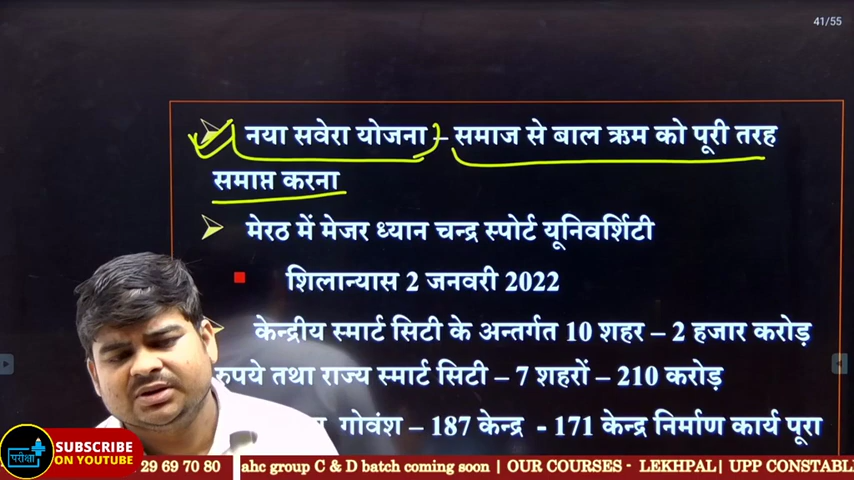 41/55
नया सवेरा योजना – समाज से बाल ऋम को पूरी तरह
समाप्त करना
मेरठ में मेजर ध्यान चन्द्र स्पोर्ट यूनिवर्शिटी
शिलान्यास 2 जनवरी 2022
केन्द्रीय स्मार्ट सिटी के अन्तर्गत 10 शहर – 2 हजार करोड़
रुपये तथा राज्य स्मार्ट सिटी – 7 शहरों – 210 करोड़
गोवंश – 187 केन्द्र - 171 केन्द्र निर्माण कार्य पूरा
परीक्षा
SUBSCRIBE
ON YOUTUBE
29 69 70 80 ahc group C & D batch coming soon | OUR COURSES - LEKHPAL| UPP CONSTABL